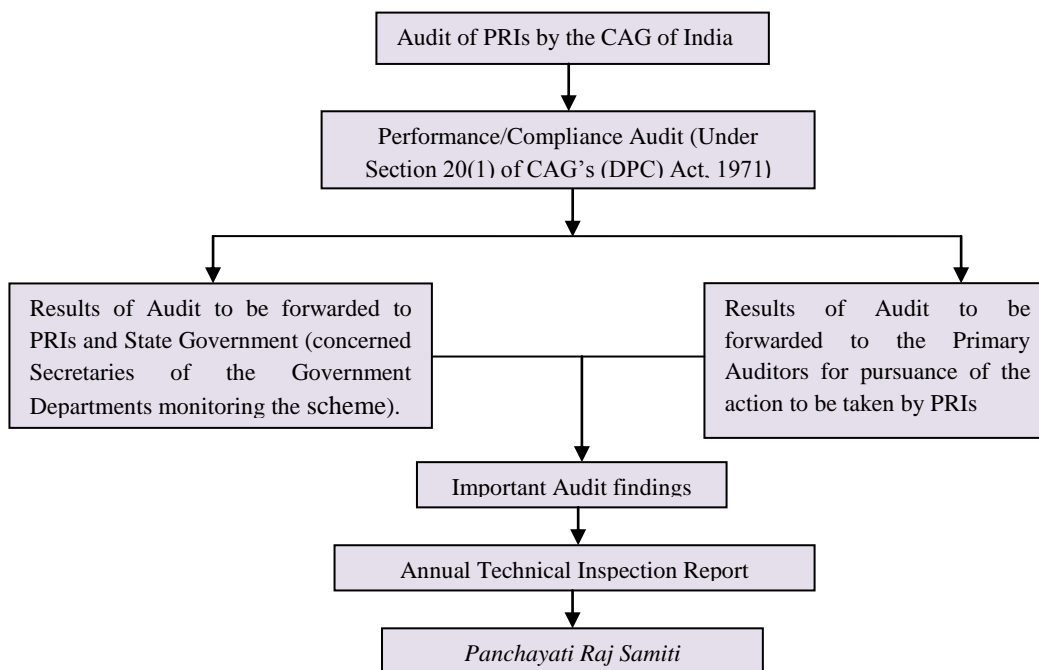 Audit of PRIs by the CAG of India
Performance/Compliance Audit (Under
Section 20(1) of CAG's (DPC) Act, 1971)
Results of Audit to be forwarded to
PRIs and State Government (concerned
Secretaries of the Government
Departments monitoring the scheme).
Results of Audit to be
forwarded to the Primary
Auditors for pursuance of the
action to be taken by PRIs
Important Audit findings
Annual Technical Inspection Report
Panchayati Raj Samiti